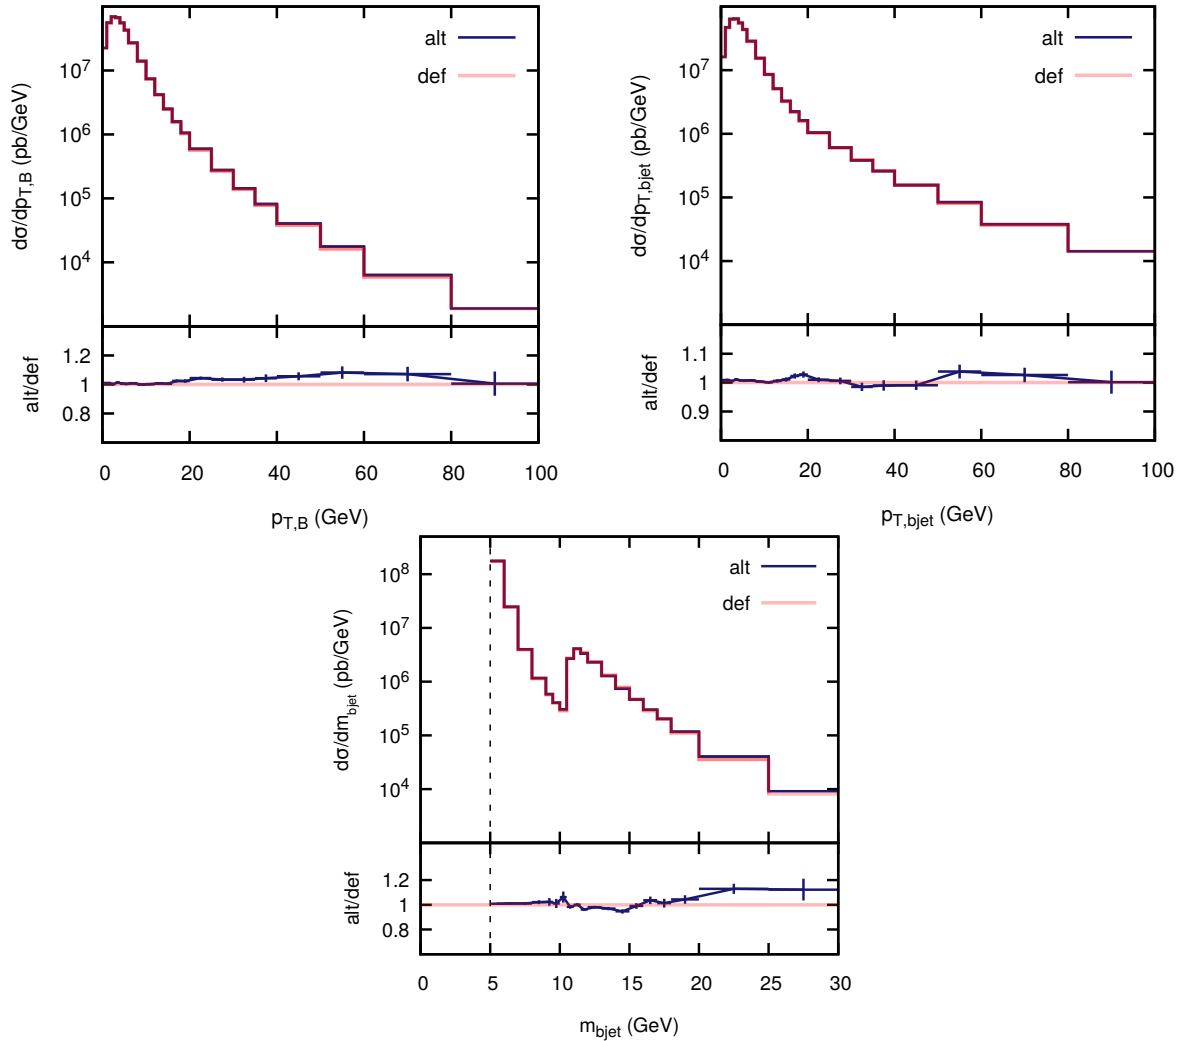 dσ/dp_T,B (pb/GeV)
10^7
10^6
10^5
10^4
alt
def
alt/def
1.2
1
0.8
0 20 40 60 80 100
p_T,B (GeV)
dσ/dp_T,bjet (pb/GeV)
10^7
10^6
10^5
10^4
alt
def
alt/def
1.1
1
0.9
0 20 40 60 80 100
p_T,bjet (GeV)
dσ/dm_bjet (pb/GeV)
10^8
10^7
10^6
10^5
10^4
alt
def
alt/def
1.2
1
0.8
0 5 10 15 20 25 30
m_bjet (GeV)